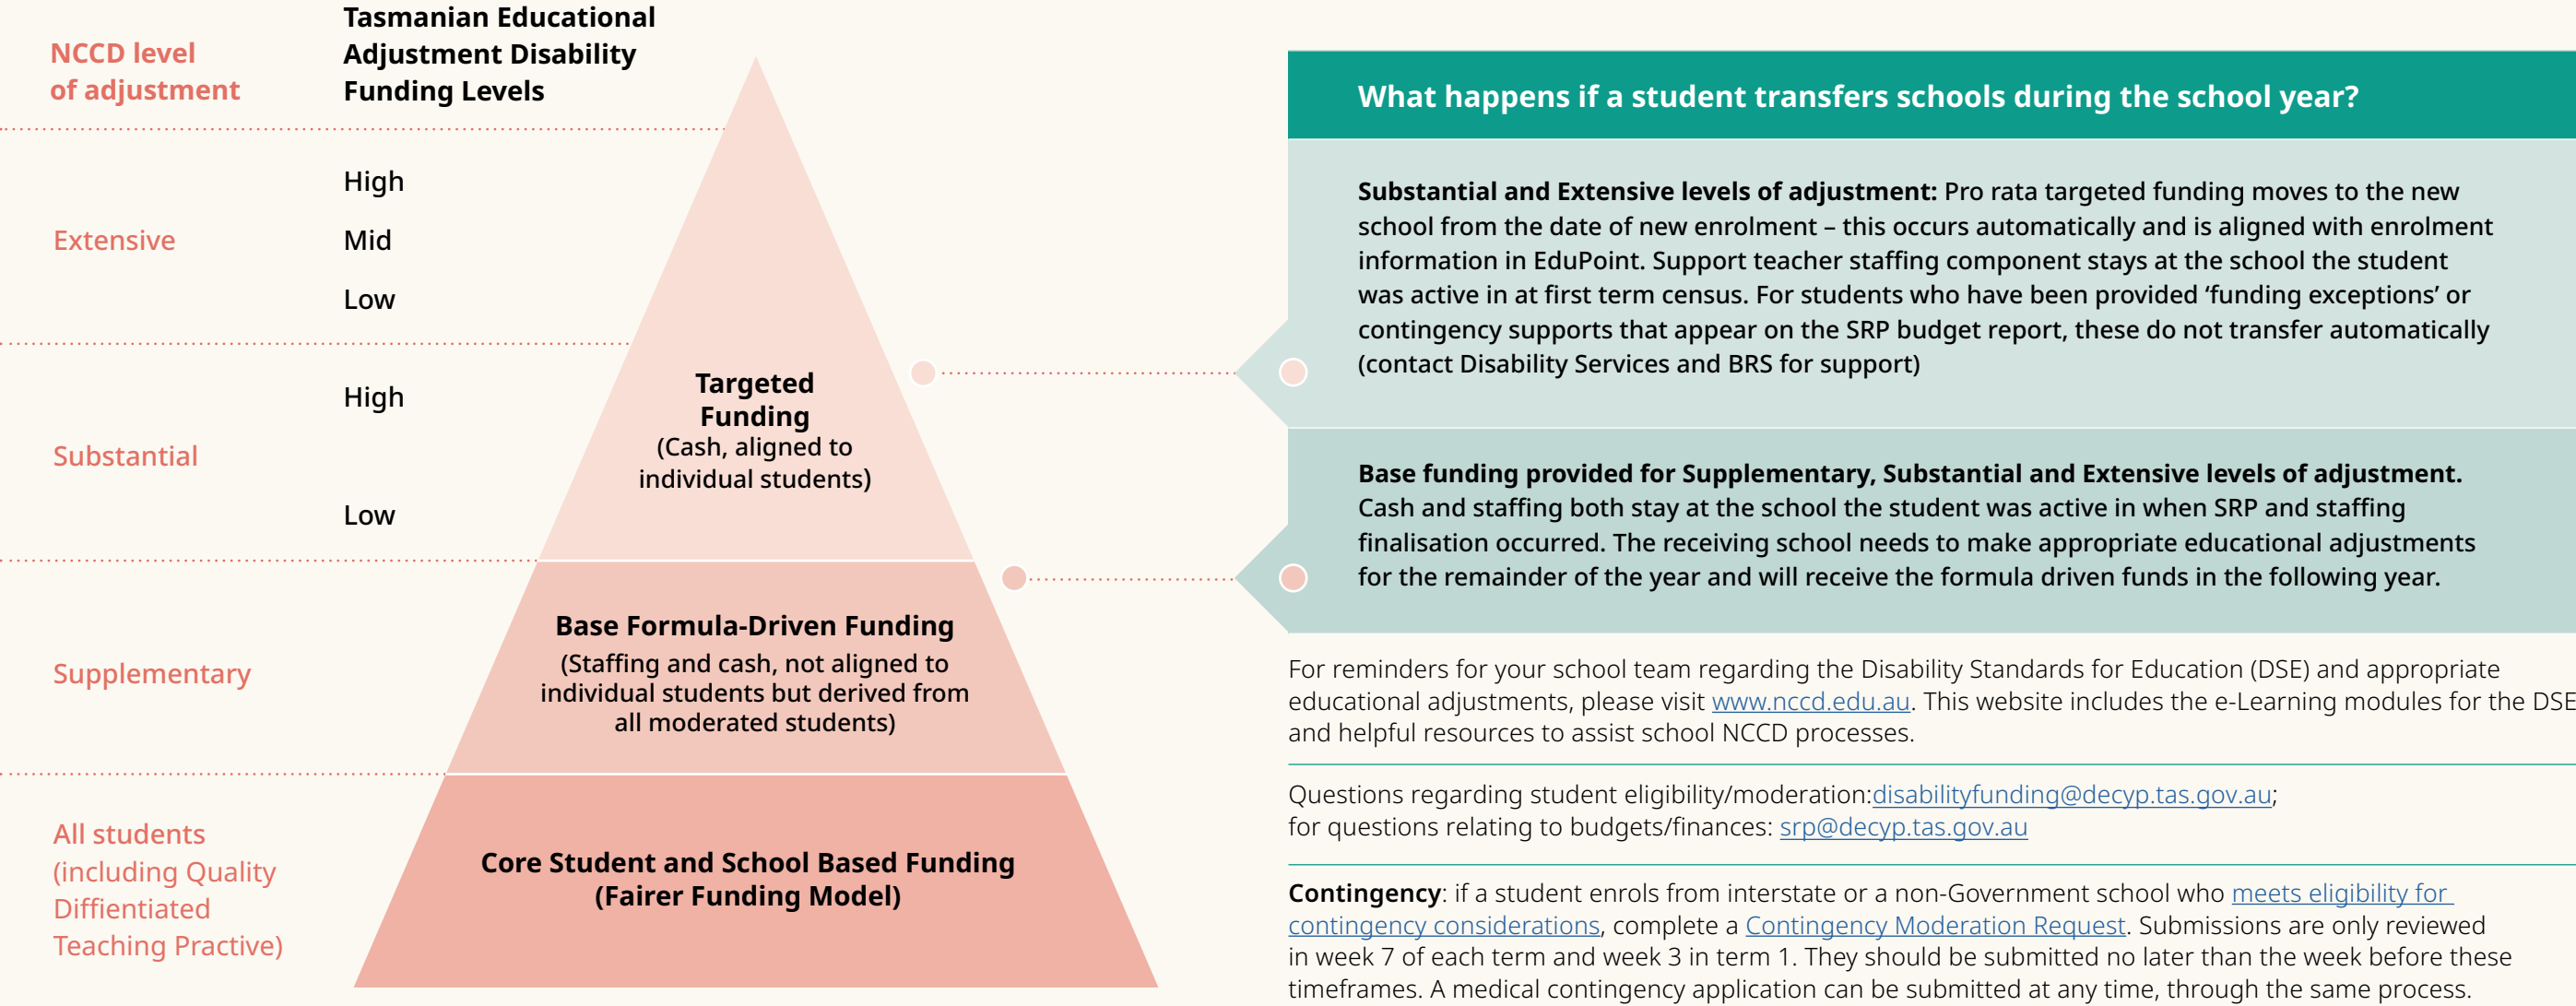 NCCD level
of adjustment
Tasmanian Educational
Adjustment Disability
Funding Levels
Extensive
High
Mid
Low
Substantial
High
Low
Supplementary
All students
(including Quality
Diffientiated
Teaching Practive)
Targeted
Funding
(Cash, aligned to
individual students)
Base Formula-Driven Funding
(Staffing and cash, not aligned to
individual students but derived from
all moderated students)
Core Student and School Based Funding
(Fairer Funding Model)
What happens if a student transfers schools during the school year?
Substantial and Extensive levels of adjustment: Pro rata targeted funding moves to the new
school from the date of new enrolment – this occurs automatically and is aligned with enrolment
information in EduPoint. Support teacher staffing component stays at the school the student
was active in at first term census. For students who have been provided ‘funding exceptions’ or
contingency supports that appear on the SRP budget report, these do not transfer automatically
(contact Disability Services and BRS for support)
Base funding provided for Supplementary, Substantial and Extensive levels of adjustment.
Cash and staffing both stay at the school the student was active in when SRP and staffing
finalisation occurred. The receiving school needs to make appropriate educational adjustments
for the remainder of the year and will receive the formula driven funds in the following year.
For reminders for your school team regarding the Disability Standards for Education (DSE) and appropriate
educational adjustments, please visit www.nccd.edu.au. This website includes the e-Learning modules for the DSE
and helpful resources to assist school NCCD processes.
Questions regarding student eligibility/moderation:disabilityfunding@decyp.tas.gov.au;
for questions relating to budgets/finances: srp@decyp.tas.gov.au
Contingency: if a student enrols from interstate or a non-Government school who meets eligibility for
contingency considerations, complete a Contingency Moderation Request. Submissions are only reviewed
in week 7 of each term and week 3 in term 1. They should be submitted no later than the week before these
timeframes. A medical contingency application can be submitted at any time, through the same process.